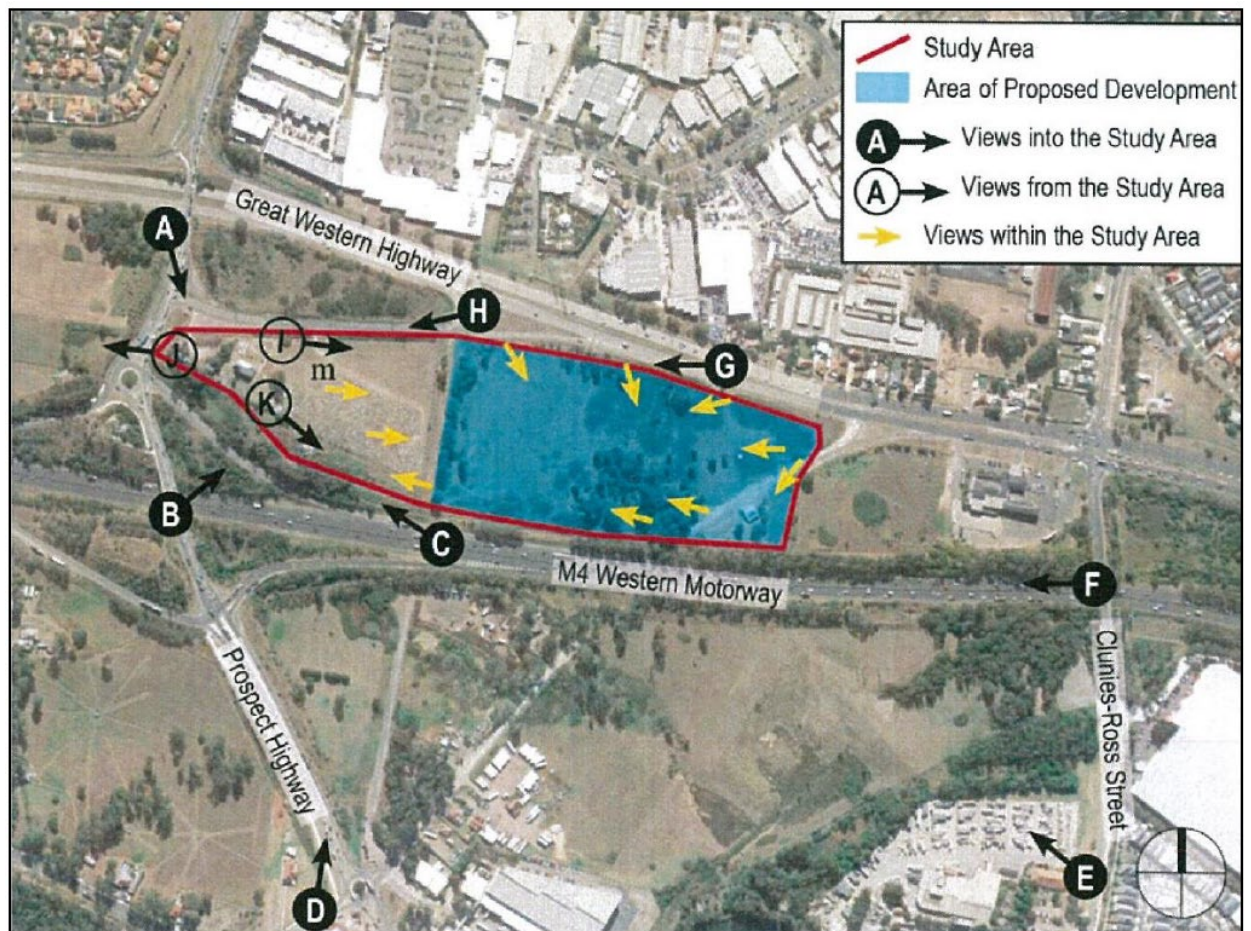 Study Area
Area of Proposed Development
A Views into the Study Area
A Views from the Study Area
Views within the Study Area
Great Western Highway
A
H
I
m
J
G
K
B
C
M4 Western Motorway
F
Prospect Highway
Clunies-Ross Street
D
E